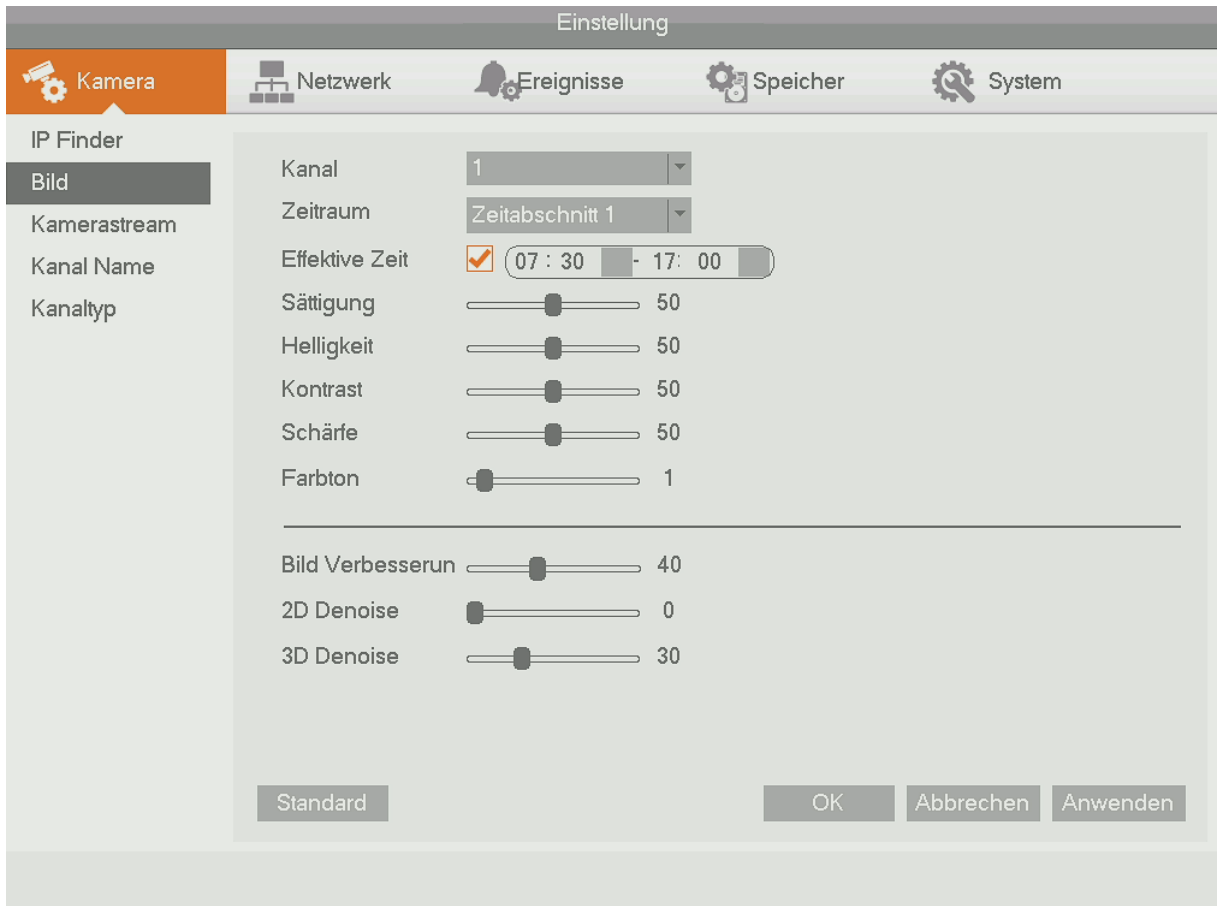 Einstellung
Kamera Netzwerk Ereignisse Speicher System
IP Finder
Bild
Kamerastream
Kanal Name
Kanaltyp
Kanal 1
Zeitraum Zeitabschnitt 1
Effektive Zeit 07 : 30 - 17: 00
Sättigung 50
Helligkeit 50
Kontrast 50
Schärfe 50
Farbton 1
Bild Verbesserun 40
2D Denoise 0
3D Denoise 30
Standard OK Abbrechen Anwenden